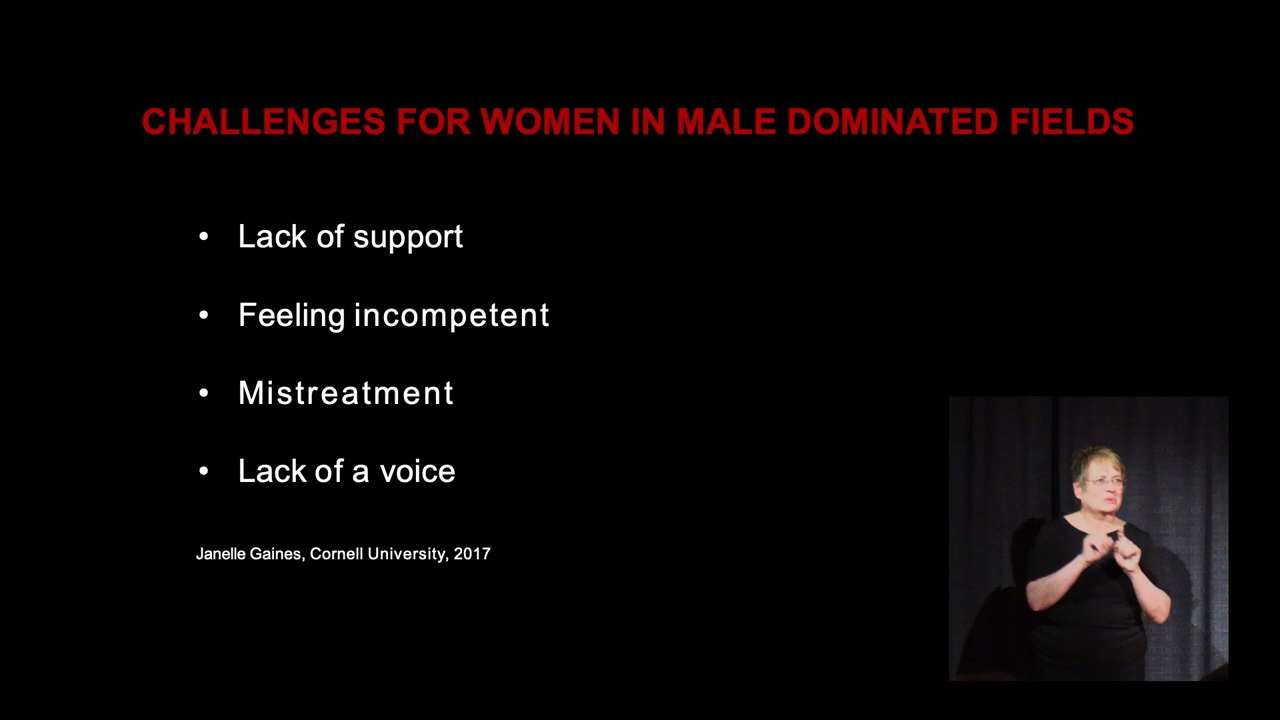 CHALLENGES FOR WOMEN IN MALE DOMINATED FIELDS
• Lack of support
• Feeling incompetent
• Mistreatment
• Lack of a voice
Janelle Gaines, Cornell University, 2017